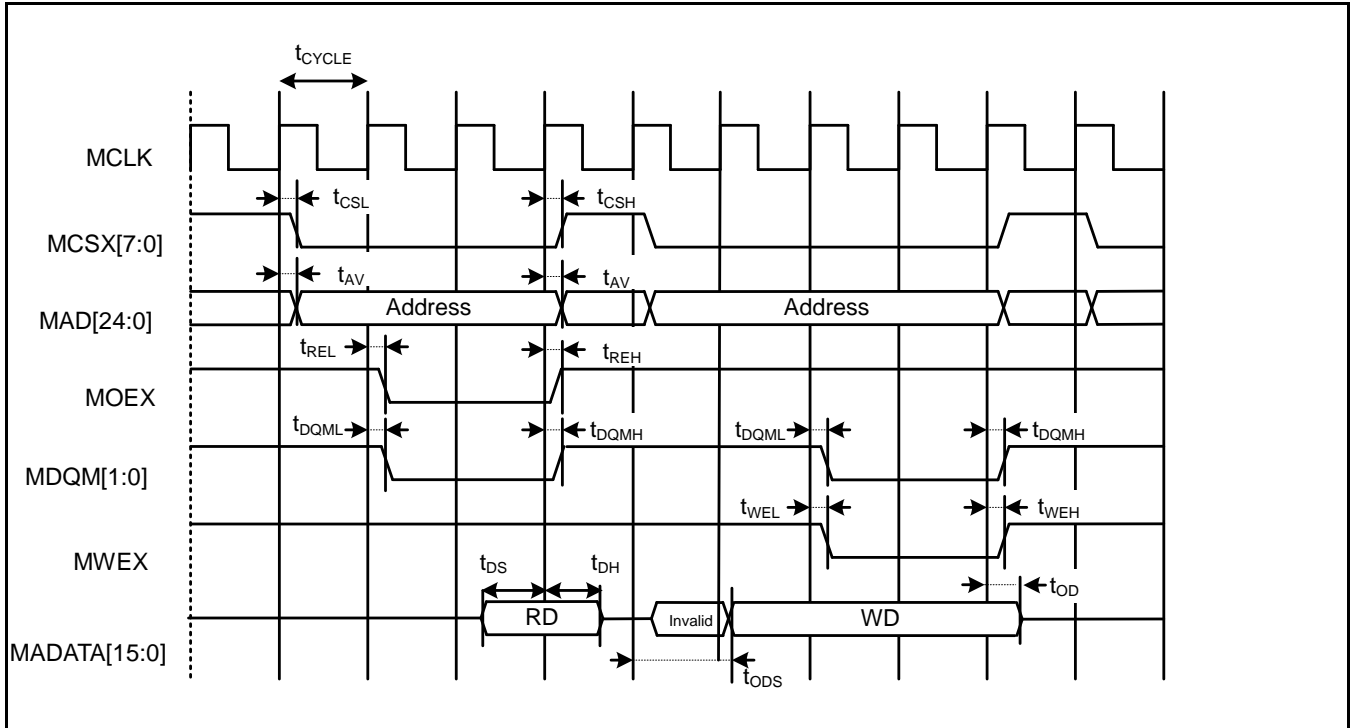 tCYCLE
MCLK
tCSL
tCSH
MCSX[7:0]
tAV
tAV
MAD[24:0]
Address
Address
tREL
tREH
MOEX
tDQML
tDQMH
tDQML
tDQMH
MDQM[1:0]
tWEL
tWEH
MWEX
tDS
tDH
tOD
RD
Invalid
WD
MADATA[15:0]
tODS